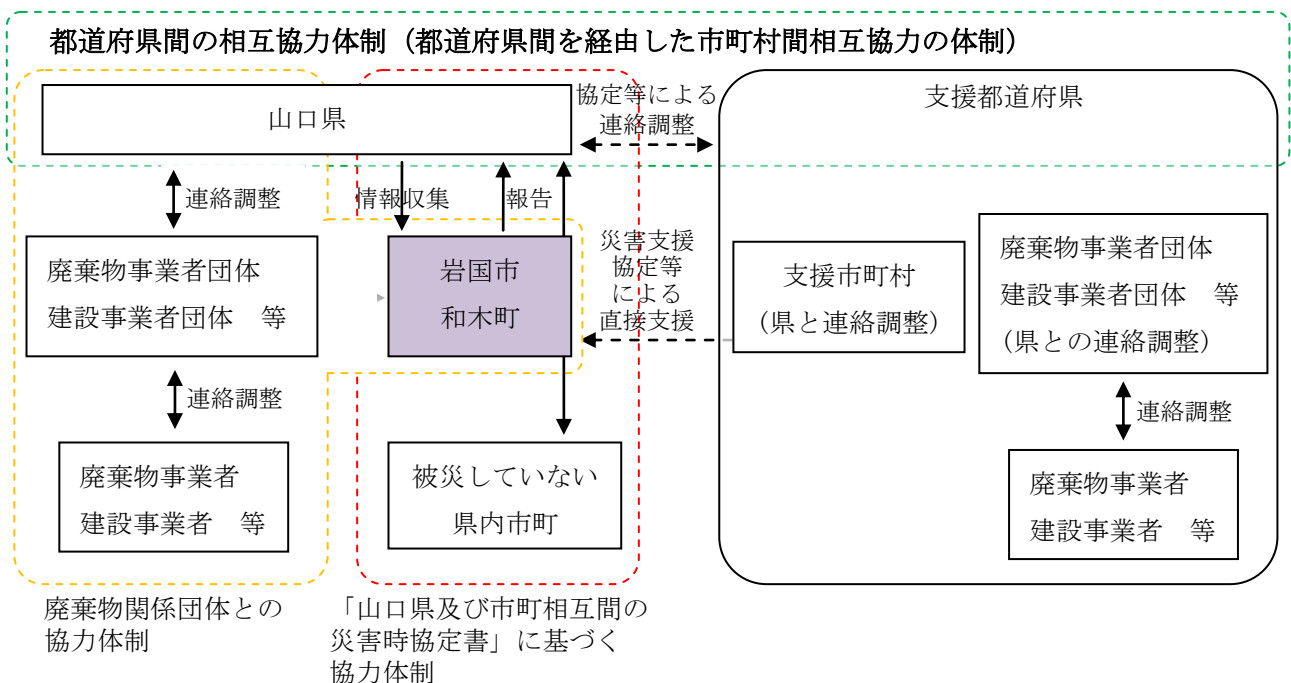 都道府県間の相互協力体制（都道府県間を経由した市町村間相互協力の体制）
山口県
協定等による
連絡調整
支援都道府県
連絡調整
情報収集
報告
廃棄物事業者団体
建設事業者団体　等
岩国市
和木町
災害支援
協定等
による
直接支援
支援市町村
（県と連絡調整）
廃棄物事業者団体
建設事業者団体　等
（県との連絡調整）
連絡調整
連絡調整
廃棄物事業者
建設事業者　等
被災していない
県内市町
廃棄物事業者
建設事業者　等
廃棄物関係団体との
協力体制
「山口県及び市町相互間の
災害時協定書」に基づく
協力体制